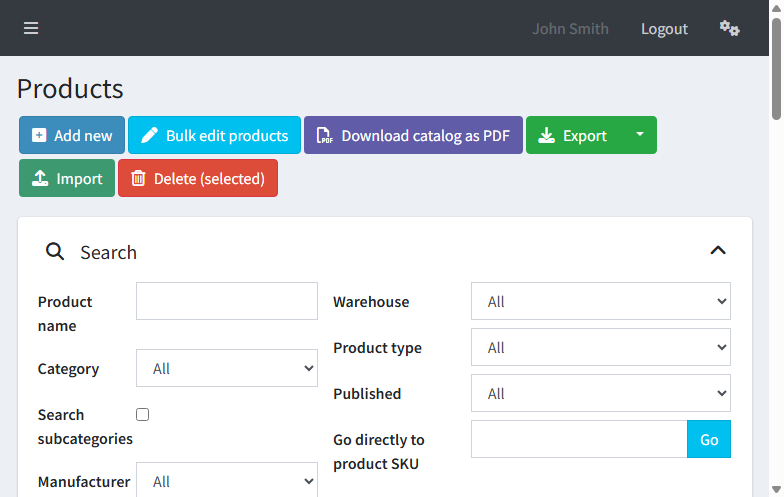 John Smith
Logout
Products
Add new
Bulk edit products
PDF
Download catalog as PDF
Export
Import
Delete (selected)
Search
Product name
Category
All
Search subcategories
Manufacturer
All
Warehouse
All
Product type
All
Published
All
Go directly to product SKU
Go